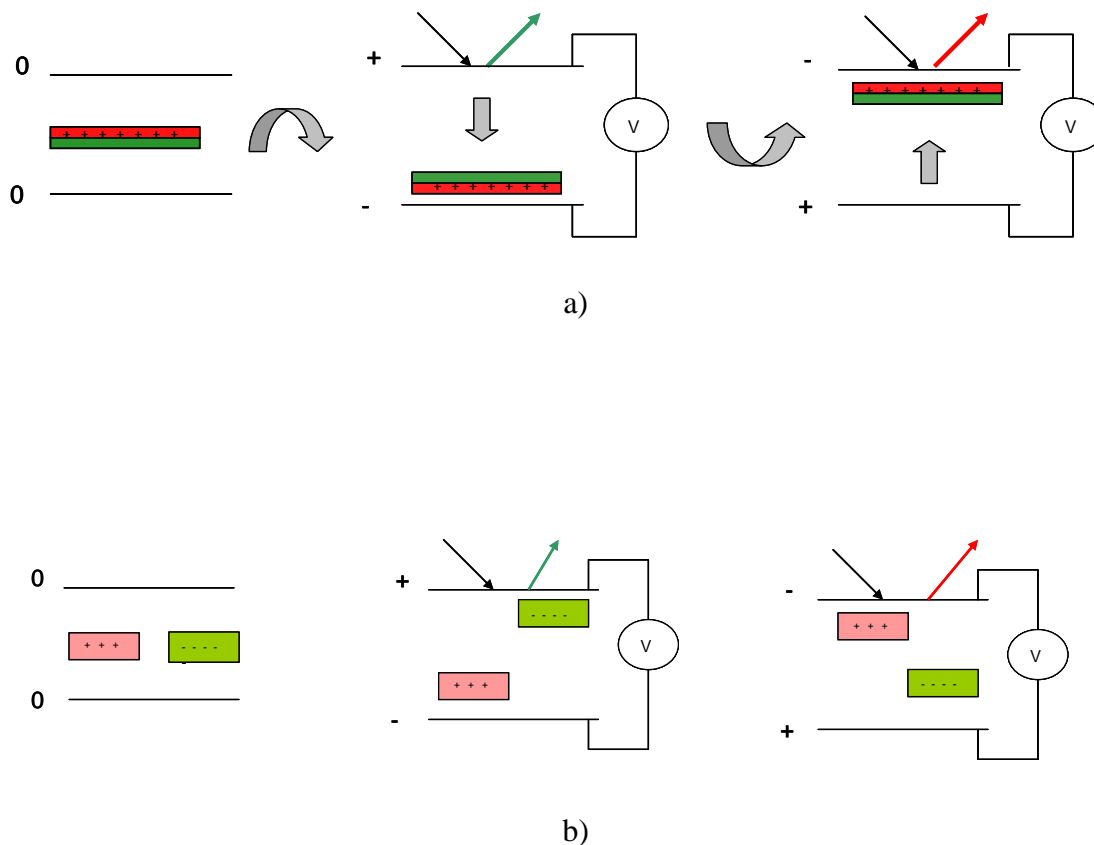 0
+ + + + + + +
0
+
V
+ + + + + + +
-
-
+ + + + + + +
V
+
a)
0
+ + +
- - - -
-
0
+
- - - -
V
+ + +
-
-
+ + +
V
- - - -
+
b)